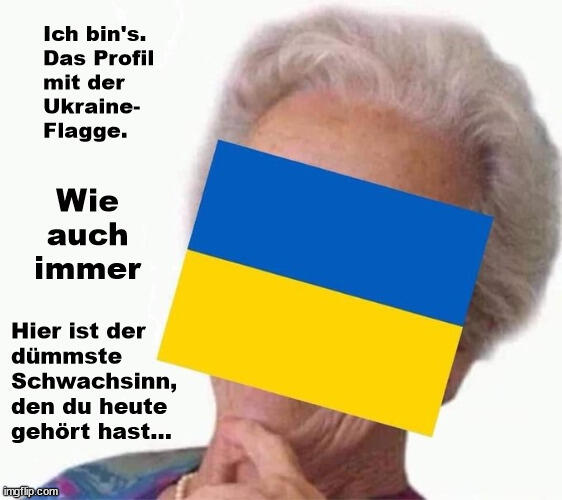 Ich bin's.
Das Profil
mit der
Ukraine-
Flagge.
Wie
auch
immer
Hier ist der
dümmste
Schwachsinn,
den du heute
gehört hast...
imgflip.com